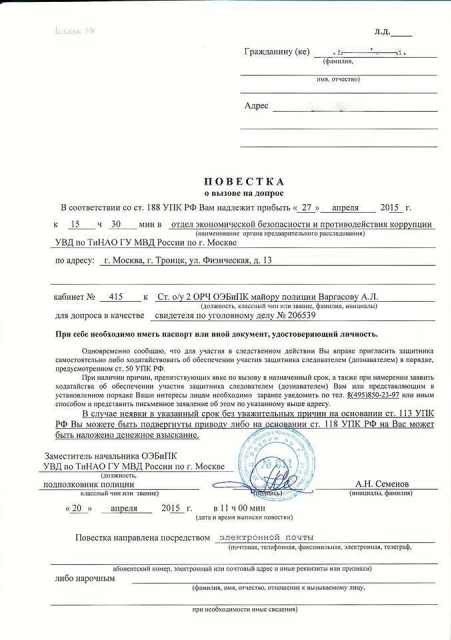 Бланк 58
Л.Д.
Гражданину (ке)
(фамилия,
имя, отчество)
Адрес
ПОВЕСТКА
о вызове на допрос
В соответствии со ст. 188 УПК РФ Вам надлежит прибыть « 27 » апреля 2015 г.
к 15 ч 30 мин в отдел экономической безопасности и противодействия коррупции
(наименование органа предварительного расследования)
УВД по ТиНАО ГУ МВД России по г. Москве
по адресу: г. Москва, г. Троицк, ул. Физическая, д. 13
кабинет № 415 к Ст. о/у 2 ОРЧ ОЭБиПК майору полиции Варгасову А.Л.
(должность, классный чин или звание, фамилия, инициалы)
для допроса в качестве свидетеля по уголовному делу № 206539
При себе необходимо иметь паспорт или иной документ, удостоверяющий личность.
Одновременно сообщаю, что для участия в следственном действии Вы вправе пригласить защитника
самостоятельно либо ходатайствовать об обеспечении участия защитника следователем (дознавателем) в порядке,
предусмотренном ст. 50 УПК РФ.
При наличии причин, препятствующих явке по вызову в назначенный срок, а также при намерении заявить
ходатайства об обеспечении участия защитника следователем (дознавателем) Вам или представляющим в
установленном порядке Ваши интересы лицам необходимо заранее уведомить по тел. 8(495)850-23-97 или иным
способом и представить письменное заявление об этом по указанному выше адресу.
В случае неявки в указанный срок без уважительных причин на основании ст. 113 УПК
РФ Вы можете быть подвергнуты приводу либо на основании ст. 118 УПК РФ на Вас может
быть наложено денежное взыскание.
Заместитель начальника ОЭБиПК
УВД по ТиНАО ГУ МВД России по г. Москве
(должность,
подполковник полиции
классный чин или звание)
(подпись)
А.Н. Семенов
(инициалы, фамилия)
« 20 » апреля 2015 г. в 11 ч 00 мин
(дата и время выписки повестки)
Повестка направлена посредством электронной почты
(почтовая, телефонная, факсимильная, электронная, телеграф,
абонентский номер, электронный или почтовый адрес и иные реквизиты или признаки)
либо нарочным
(фамилия, имя, отчество, отношение к вызываемому лицу,
при необходимости иные сведения)